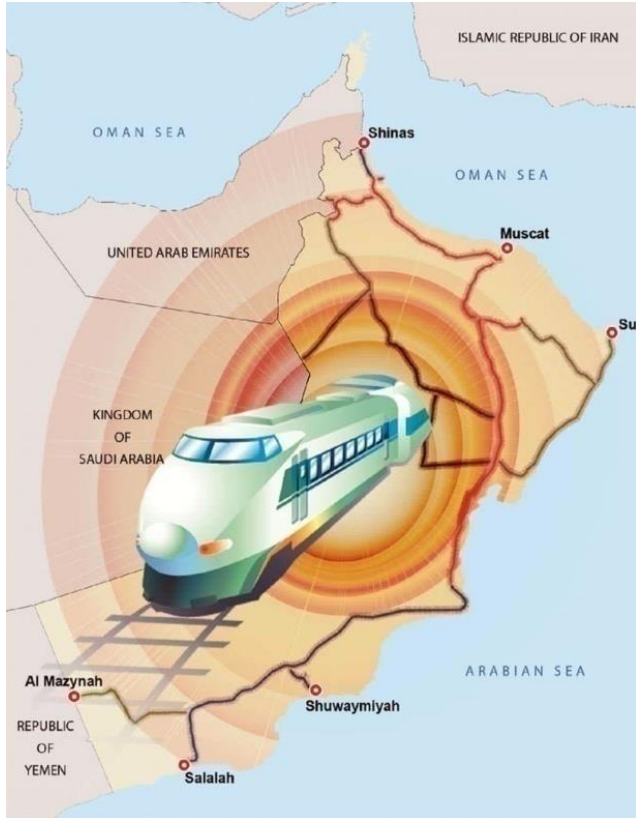 ISLAMIC REPUBLIC OF IRAN
OMAN SEA
Shinas
OMAN SEA
Muscat
UNITED ARAB EMIRATES
Su
KINGDOM
OF
SAUDI ARABIA
ARABIAN SEA
Al Mazynah
Shuwaymiyah
REPUBLIC
OF
YEMEN
Salalah